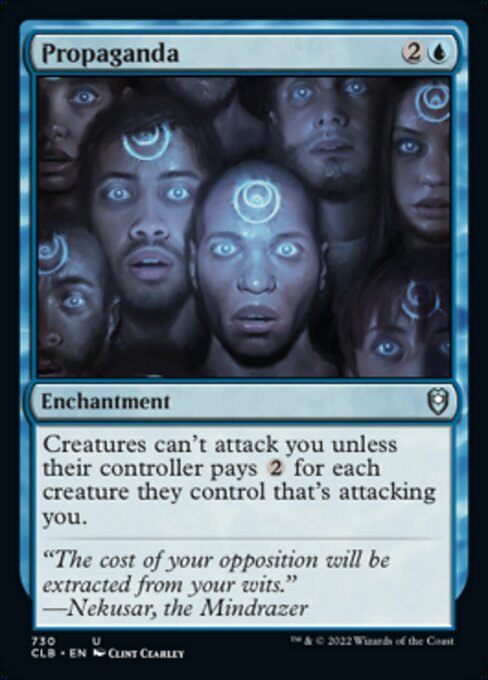 Propaganda 2
Enchantment
Creatures can't attack you unless
their controller pays 2 for each
creature they control that's attacking
you.
"The cost of your opposition will be
extracted from your wits."
—Nekusar, the Mindrazer
730 U
CLB • EN Clint Cearley
™ & © 2022 Wizards of the Coast